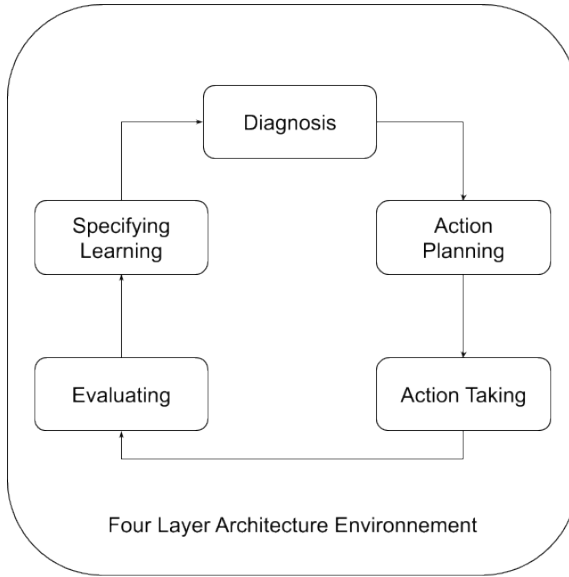 Diagnosis
Specifying
Learning
Action
Planning
Evaluating
Action Taking
Four Layer Architecture Environnement